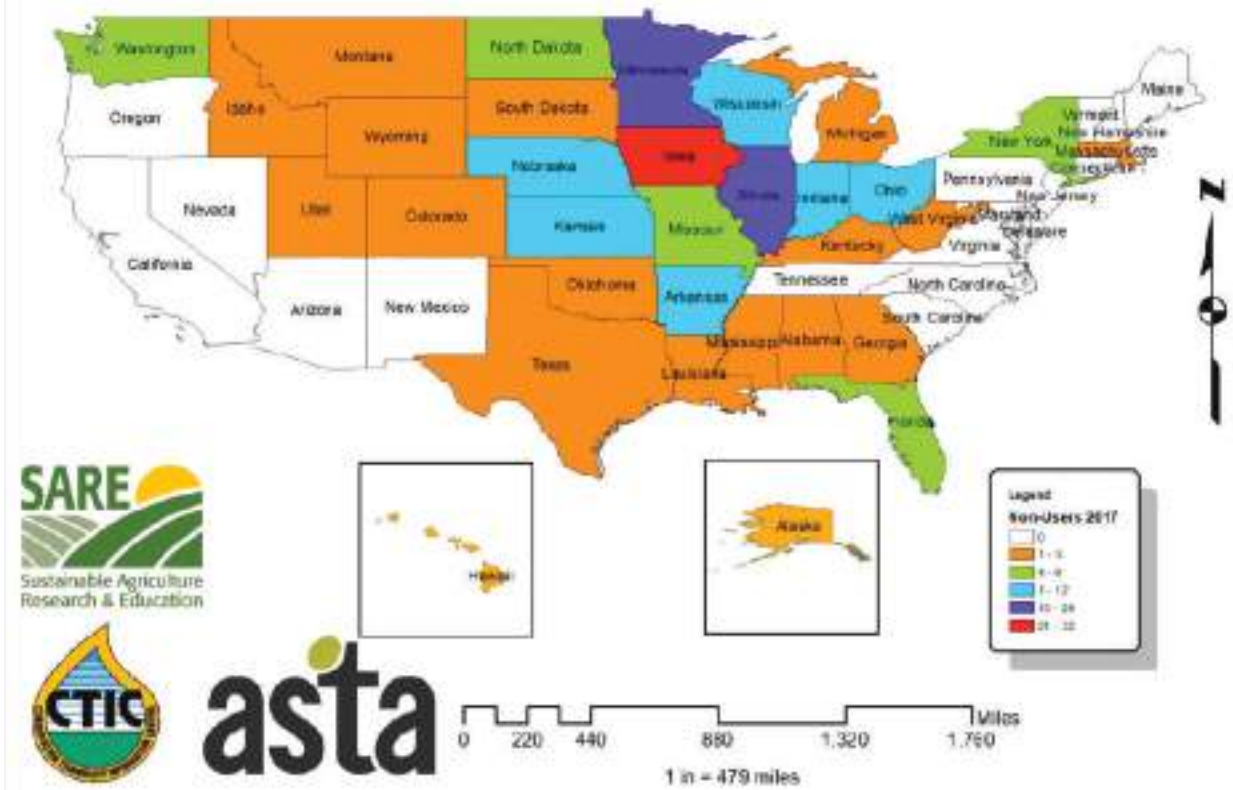 Washington
Montana
North Dakota
Maine
Oregon
Idaho
South Dakota
Wisconsin
Michigan
Vermont
New Hampshire
Wyoming
New York
Massachusetts
Iowa
Nebraska
Pennsylvania
New Jersey
Nevada
Utah
Colorado
Illinois
Indiana
Ohio
West Virginia
Maryland
Delaware
Kansas
Missouri
Kentucky
Virginia
California
Tennessee
North Carolina
Arizona
New Mexico
Oklahoma
Arkansas
South Carolina
Mississippi
Alabama
Georgia
Texas
Louisiana
Florida
N
SARE
Sustainable Agriculture
Research & Education
Hawaii
Alaska
Legend
Non-Users 2017
0
CTIC
asta
Miles
0 220 440 880 1,320 1,760
1 in = 479 miles